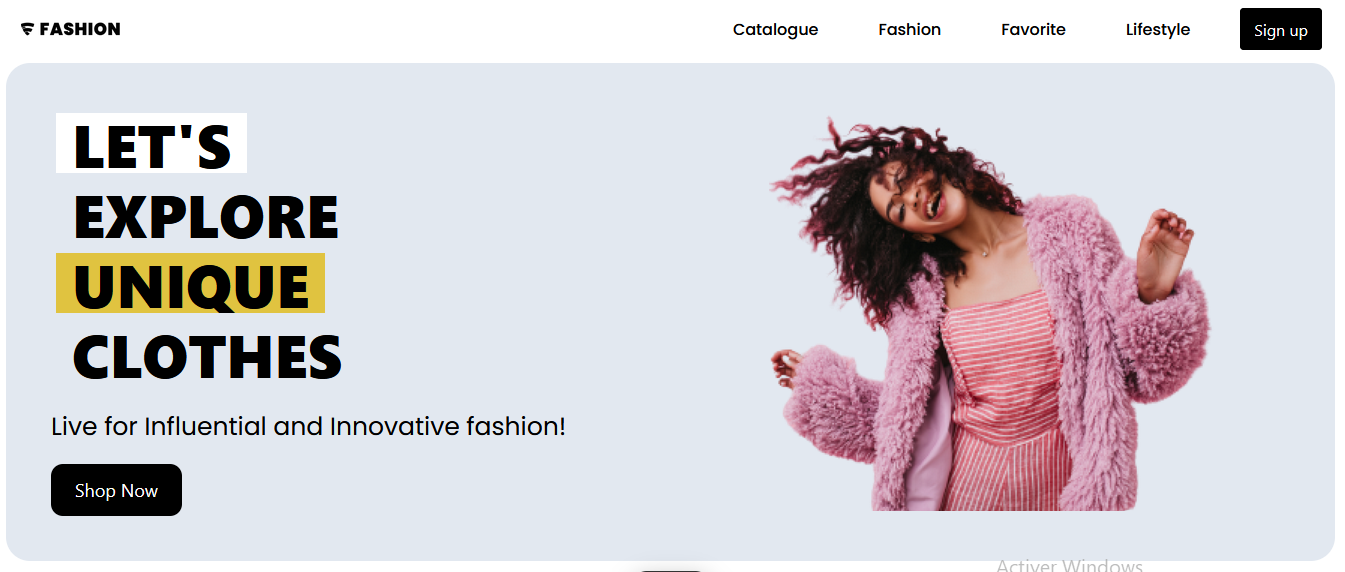 FASHION
Catalogue
Fashion
Favorite
Lifestyle
Sign up
LET'S
EXPLORE
UNIQUE
CLOTHES
Live for Influential and Innovative fashion!
Shop Now
Activer Windows